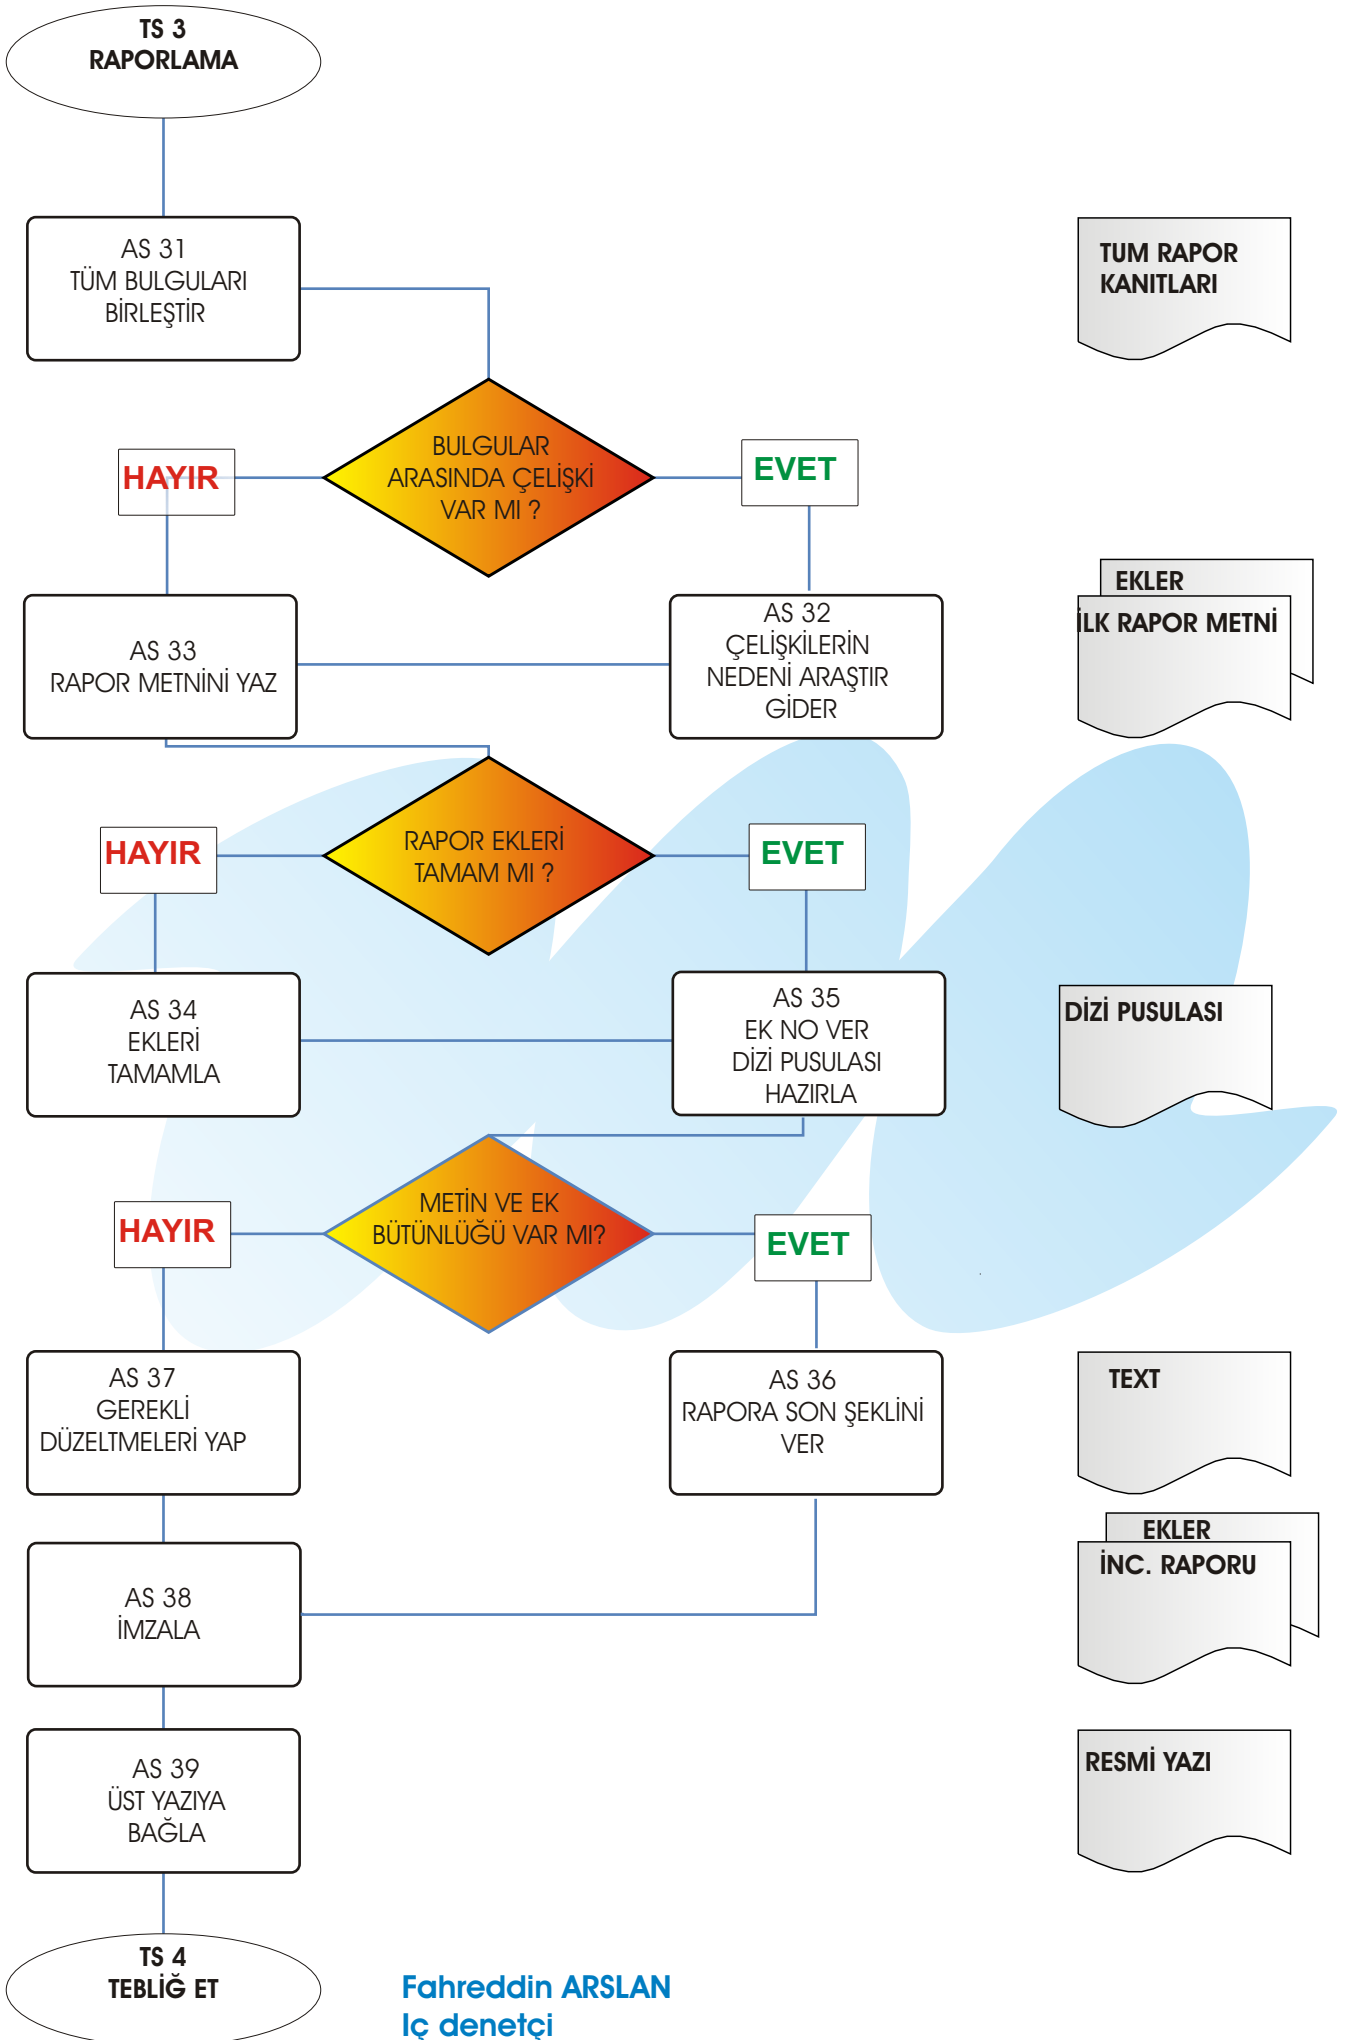 TS 3
RAPORLAMA
AS 31
TÜM BULGULARI
BİRLEŞTİR
TUM RAPOR
KANITLARI
BULGULAR
ARASINDA ÇELİŞKİ
VAR MI ?
HAYIR
EVET
EKLER
İLK RAPOR METNİ
AS 33
RAPOR METNİNİ YAZ
AS 32
ÇELİŞKİLERİN
NEDENİ ARAŞTIR
GİDER
RAPOR EKLERİ
TAMAM MI ?
HAYIR
EVET
AS 34
EKLERİ
TAMAMLA
AS 35
EK NO VER
DİZİ PUSULASI
HAZIRLA
DİZİ PUSULASI
METİN VE EK
BÜTÜNLÜĞÜ VAR MI?
HAYIR
EVET
AS 37
GEREKLİ
DÜZELTMELERİ YAP
AS 36
RAPORA SON ŞEKLİNİ
VER
TEXT
AS 38
İMZALA
EKLER
İNC. RAPORU
AS 39
ÜST YAZIYA
BAĞLA
RESMİ YAZI
TS 4
TEBLİĞ ET
Fahreddin ARSLAN
Iç denetçi